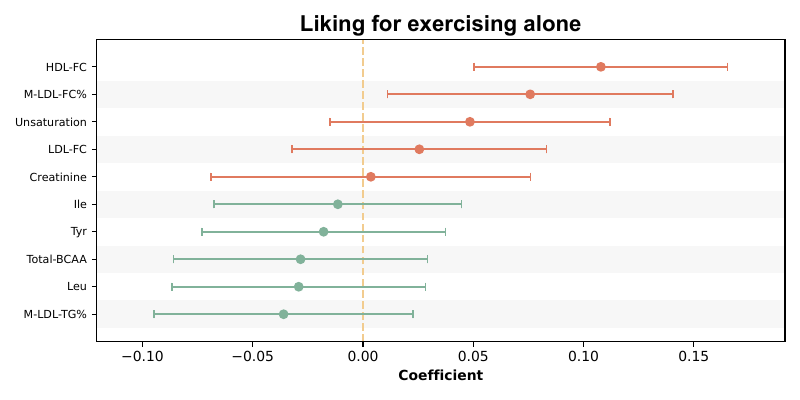 Liking for exercising alone
HDL-FC
M-LDL-FC%
Unsaturation
LDL-FC
Creatinine
Ile
Tyr
Total-BCAA
Leu
M-LDL-TG%
−0.10 −0.05 0.00 0.05 0.10 0.15
Coefficient